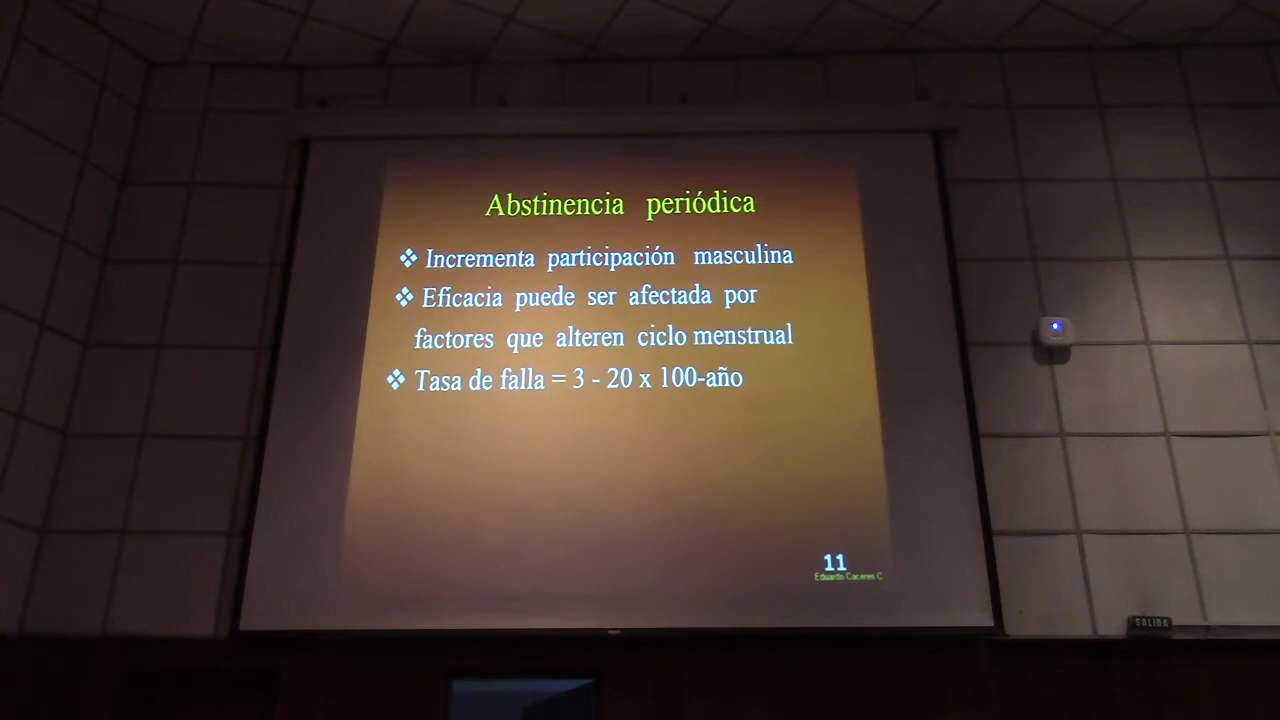 Abstinencia periódica
❖ Incrementa participación masculina
❖ Eficacia puede ser afectada por
factores que alteren ciclo menstrual
❖ Tasa de falla = 3 - 20 x 100-año
11
Eduardo Caceres C
SALIDA